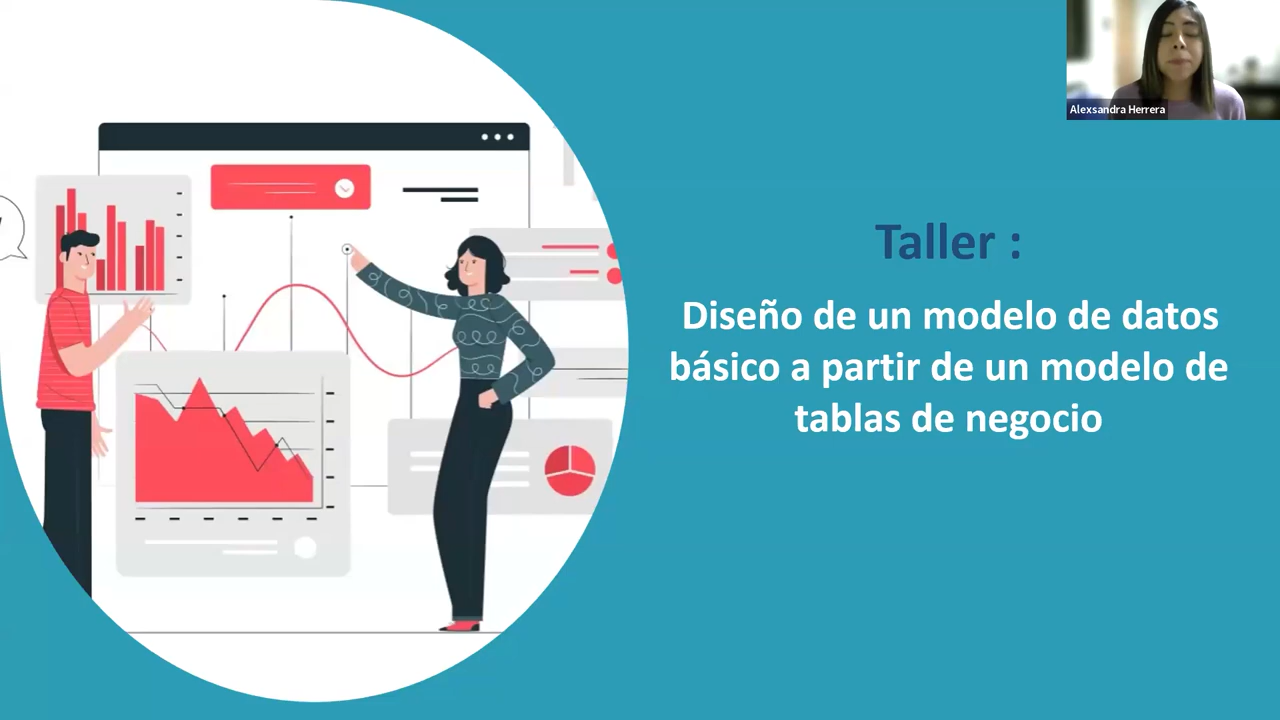 Alexsandra Herrera
Taller :
Diseño de un modelo de datos
básico a partir de un modelo de
tablas de negocio